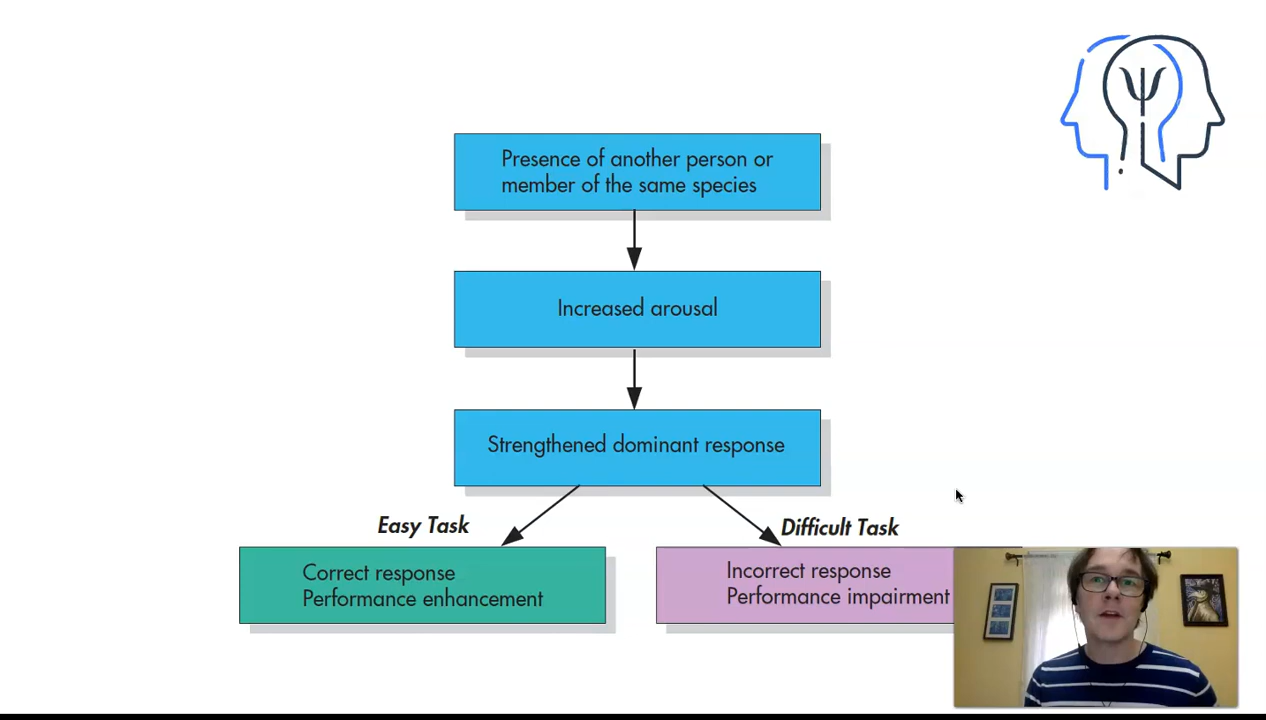 Presence of another person or
member of the same species
Increased arousal
Strengthened dominant response
Easy Task
Difficult Task
Correct response
Performance enhancement
Incorrect response
Performance impairment